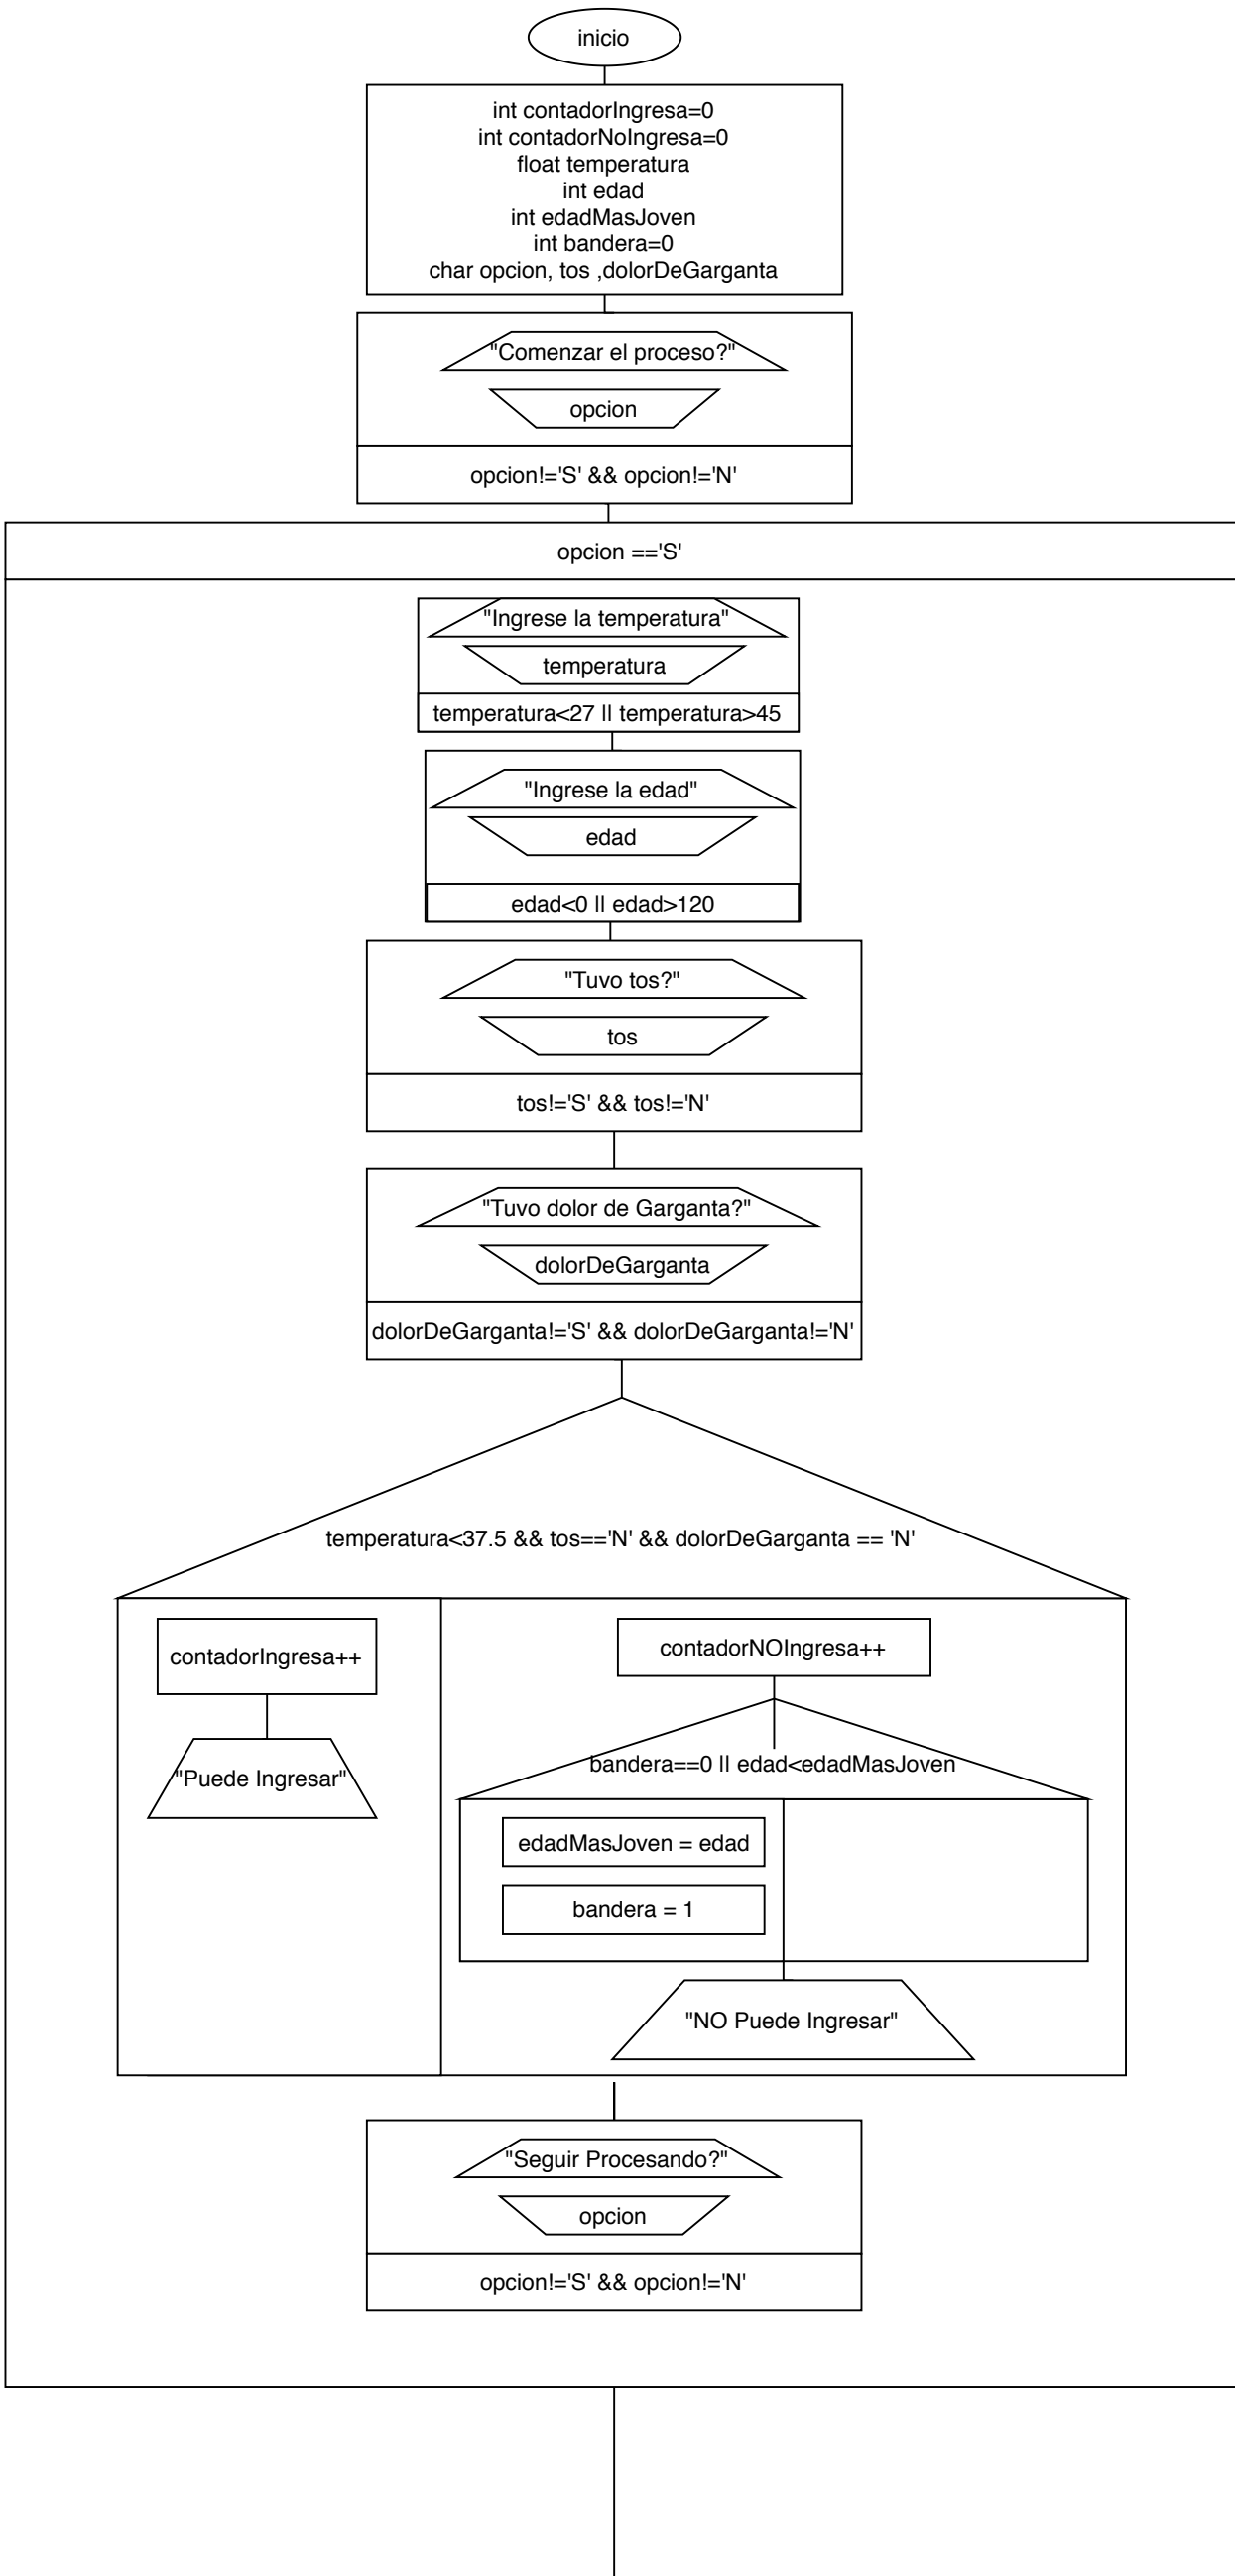 inicio
int contadorIngresa=0
int contadorNoIngresa=0
float temperatura
int edad
int edadMasJoven
int bandera=0
char opcion, tos ,dolorDeGarganta
"Comenzar el proceso?"
opcion
opcion!='S' && opcion!='N'
opcion =='S'
"Ingrese la temperatura"
temperatura
temperatura<27 || temperatura>45
"Ingrese la edad"
edad
edad<0 || edad>120
"Tuvo tos?"
tos
tos!='S' && tos!='N'
"Tuvo dolor de Garganta?"
dolorDeGarganta
dolorDeGarganta!='S' && dolorDeGarganta!='N'
temperatura<37.5 && tos=='N' && dolorDeGarganta == 'N'
contadorIngresa++
"Puede Ingresar"
contadorNOIngresa++
bandera==0 || edad<edadMasJoven
edadMasJoven = edad
bandera = 1
"NO Puede Ingresar"
"Seguir Procesando?"
opcion
opcion!='S' && opcion!='N'